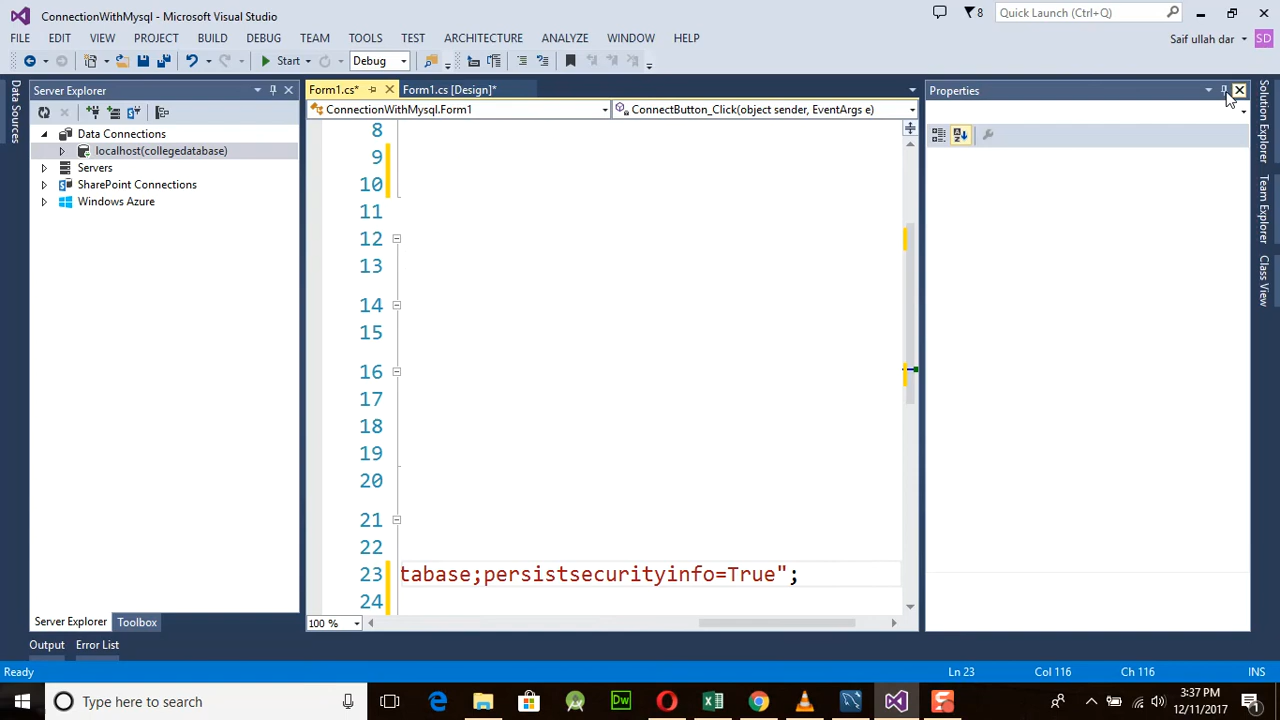 ConnectionWithMysql - Microsoft Visual Studio
8
Quick Launch (Ctrl+Q)
FILE EDIT VIEW PROJECT BUILD DEBUG TEAM TOOLS TEST ARCHITECTURE ANALYZE WINDOW HELP
Saif ullah dar
SD
Start
Debug
Data Sources
Server Explorer
Data Connections
localhost(collegedatabase)
Servers
SharePoint Connections
Windows Azure
Server Explorer
Toolbox
Form1.cs*
Form1.cs [Design]*
ConnectionWithMysql.Form1
ConnectButton_Click(object sender, EventArgs e)
8
9
10
11
12
13
14
15
16
17
18
19
20
21
22
23 tabase;persistsecurityinfo=True";
24
100 %
Properties
Solution Explorer
Team Explorer
Class View
Output
Error List
Ready
Ln 23
Col 116
Ch 116
INS
Type here to search
3:37 PM
12/11/2017